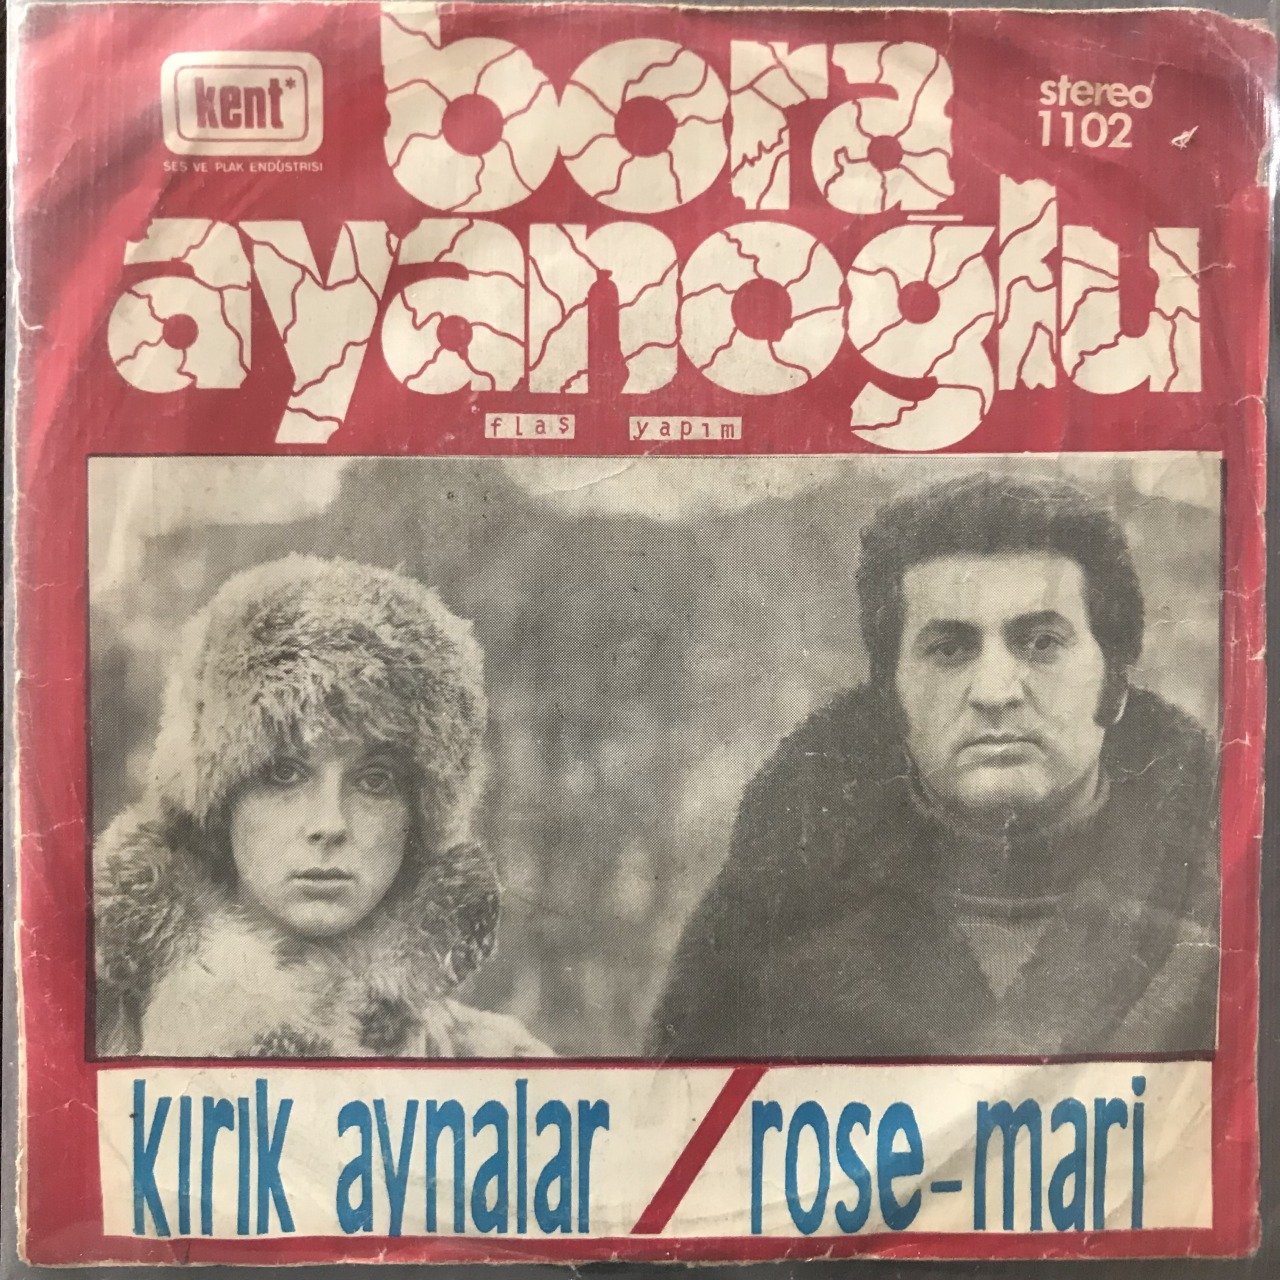 kent*
SES VE PLAK ENDÜSTRISI
bora
stereo
1102
ayanoğlu
flaş yapım
kırık aynalar / rose-mari